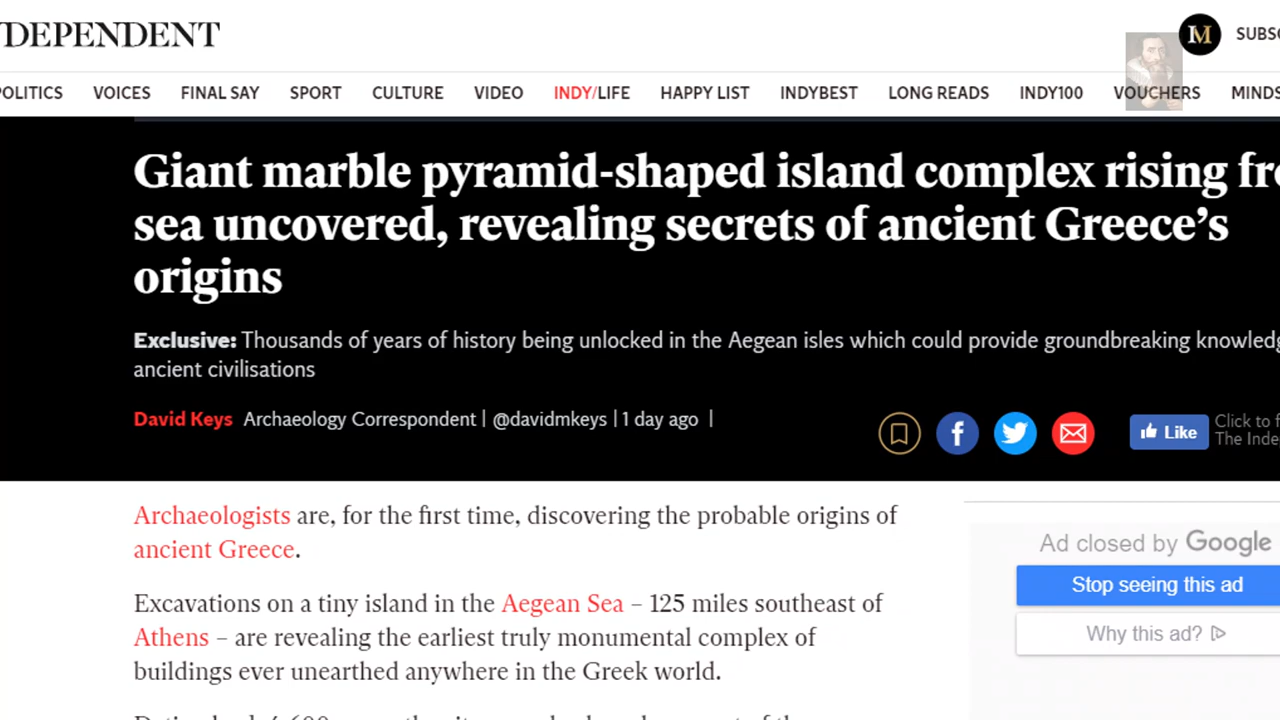 DEPENDENT
SUBSC
POLITICS VOICES FINAL SAY SPORT CULTURE VIDEO INDY/LIFE HAPPY LIST INDYBEST LONG READS INDY100 VOUCHERS MINDS
Giant marble pyramid-shaped island complex rising fro
sea uncovered, revealing secrets of ancient Greece’s
origins
Exclusive: Thousands of years of history being unlocked in the Aegean isles which could provide groundbreaking knowledg
ancient civilisations
David Keys Archaeology Correspondent | @davidmkeys | 1 day ago |
Like
Click to f
The Inde
Archaeologists are, for the first time, discovering the probable origins of
ancient Greece.
Excavations on a tiny island in the Aegean Sea – 125 miles southeast of
Athens – are revealing the earliest truly monumental complex of
buildings ever unearthed anywhere in the Greek world.
Ad closed by Google
Stop seeing this ad
Why this ad?